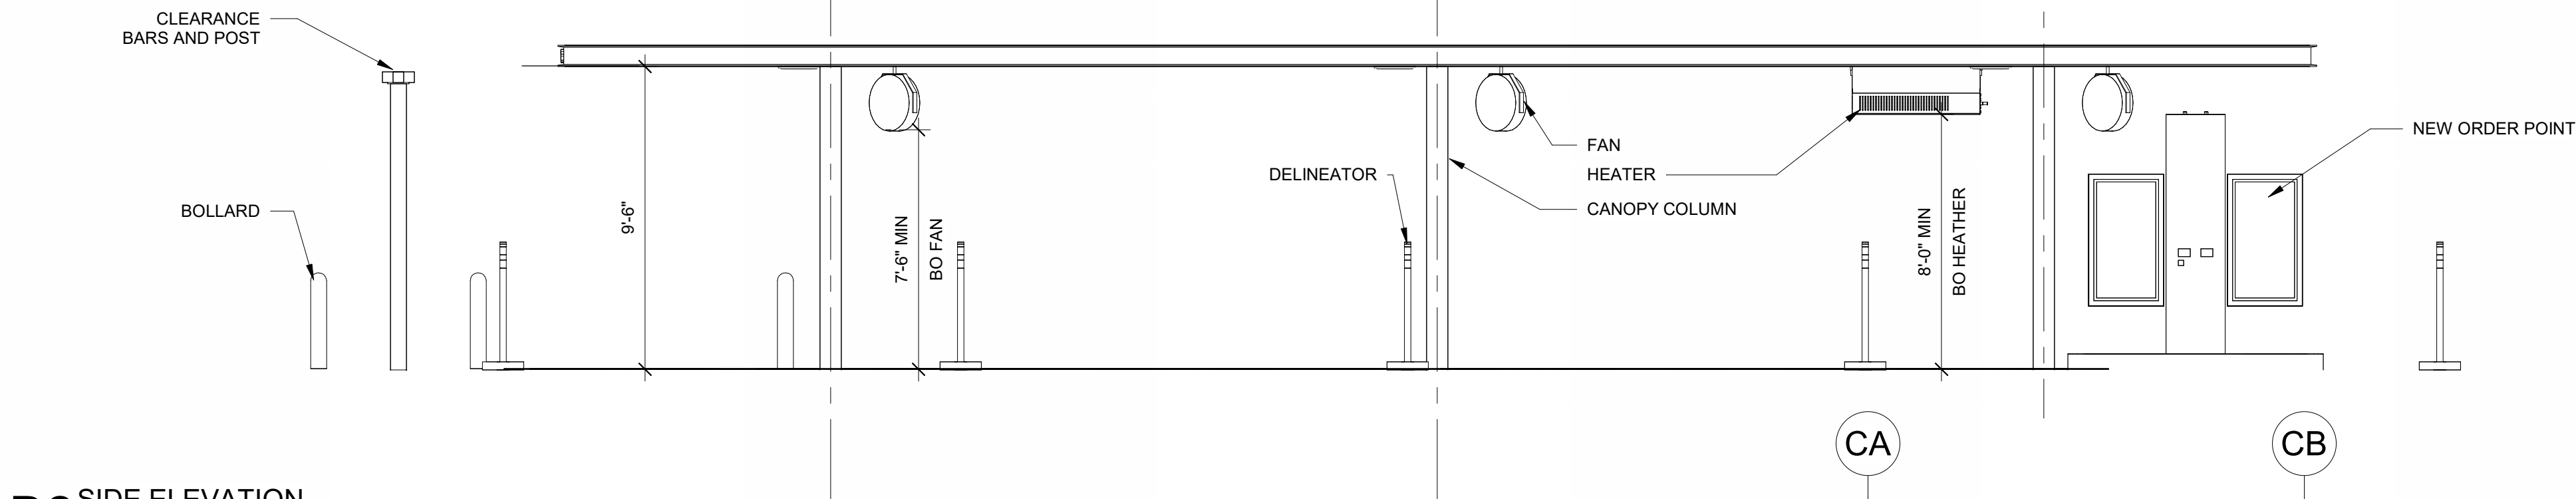 CLEARANCE
BARS AND POST
BOLLARD
9'-6"
7'-6" MIN
BO FAN
DELINEATOR
FAN
HEATER
CANOPY COLUMN
8'-0" MIN
BO HEATHER
NEW ORDER POINT
CA
CB
SIDE ELEVATION